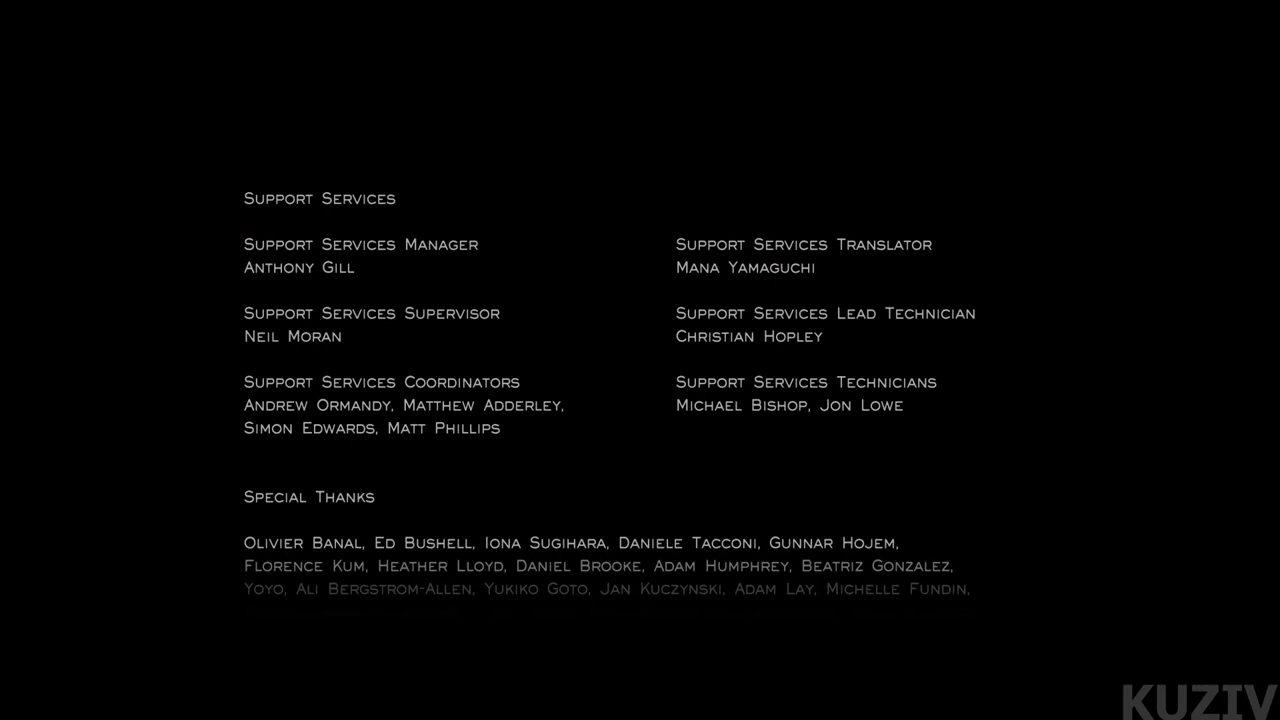 Support Services
Support Services Manager
Anthony Gill
Support Services Supervisor
Neil Moran
Support Services Coordinators
Andrew Ormandy, Matthew Adderley,
Simon Edwards, Matt Phillips
Support Services Translator
Mana Yamaguchi
Support Services Lead Technician
Christian Hopley
Support Services Technicians
Michael Bishop, Jon Lowe
Special Thanks
Olivier Banal, Ed Bushell, Iona Sugihara, Daniele Tacconi, Gunnar Hojem,
Florence Kum, Heather Lloyd, Daniel Brooke, Adam Humphrey, Beatriz Gonzalez,
Yoyo, Ali Bergstrom-Allen, Yukiko Goto, Jan Kuczynski, Adam Lay, Michelle Fundin,
KUZIV